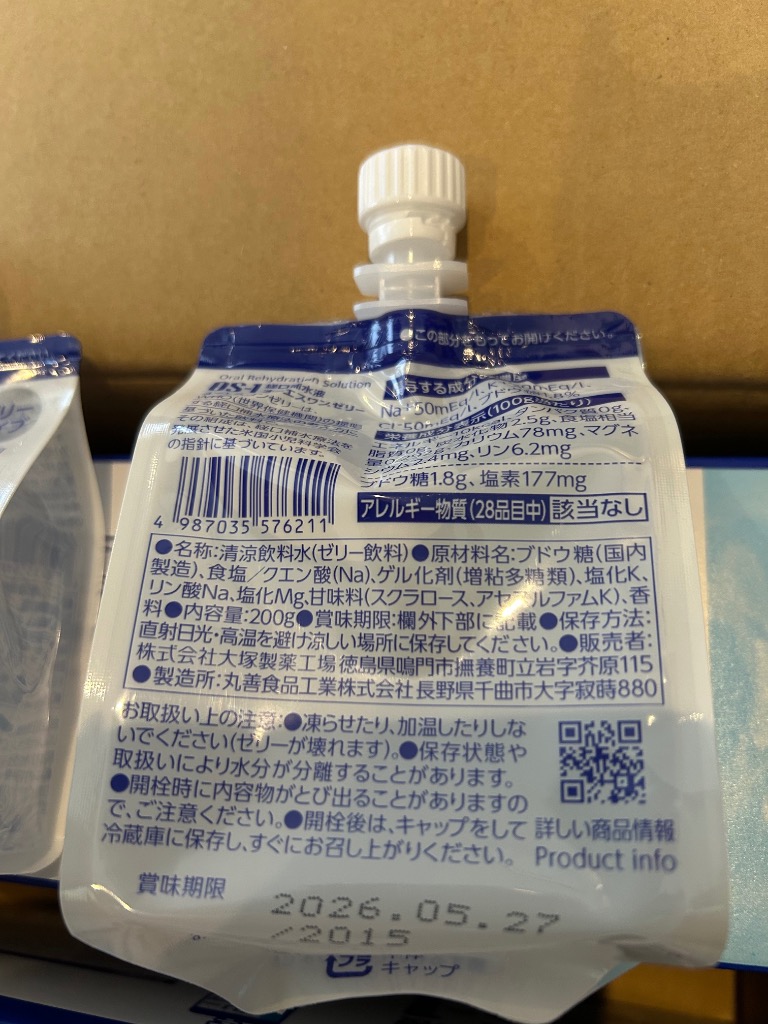 ●この部分をもってお開けください。
Oral Rehydration Solution
OS-1 経口補水液
の指針に基づいています。
シウム2.4mg、リン6.2mg
ブドウ糖1.8g、塩素177mg
アレルギー物質(28品目中) 該当なし
4 987035 576211
●名称:清涼飲料水(ゼリー飲料)●原材料名:ブドウ糖(国内
製造)、食塩/クエン酸(Na)、ゲル化剤(増粘多糖類)、塩化K、
リン酸Na、塩化Mg、甘味料(スクラロース、アセスルファムK)、香
料●内容量:200g●賞味期限:欄外下部に記載●保存方法:
直射日光・高温を避け涼しい場所に保存してください。●販売者:
株式会社大塚製薬工場 徳島県鳴門市撫養町立岩字芥原115
●製造所:丸善食品工業株式会社 長野県千曲市大字寂蒔880
お取扱い上の注意:●凍らせたり、加温したりしな
いでください(ゼリーが壊れます)。●保存状態や
取扱いにより水分が分離することがあります。
●開栓時に内容物がとび出ることがありますの
で、ご注意ください。●開栓後は、キャップをして
冷蔵庫に保存し、すぐにお召し上がりください。
詳しい商品情報
Product info
賞味期限
2026.05.27
/2015
プラ
キャップ